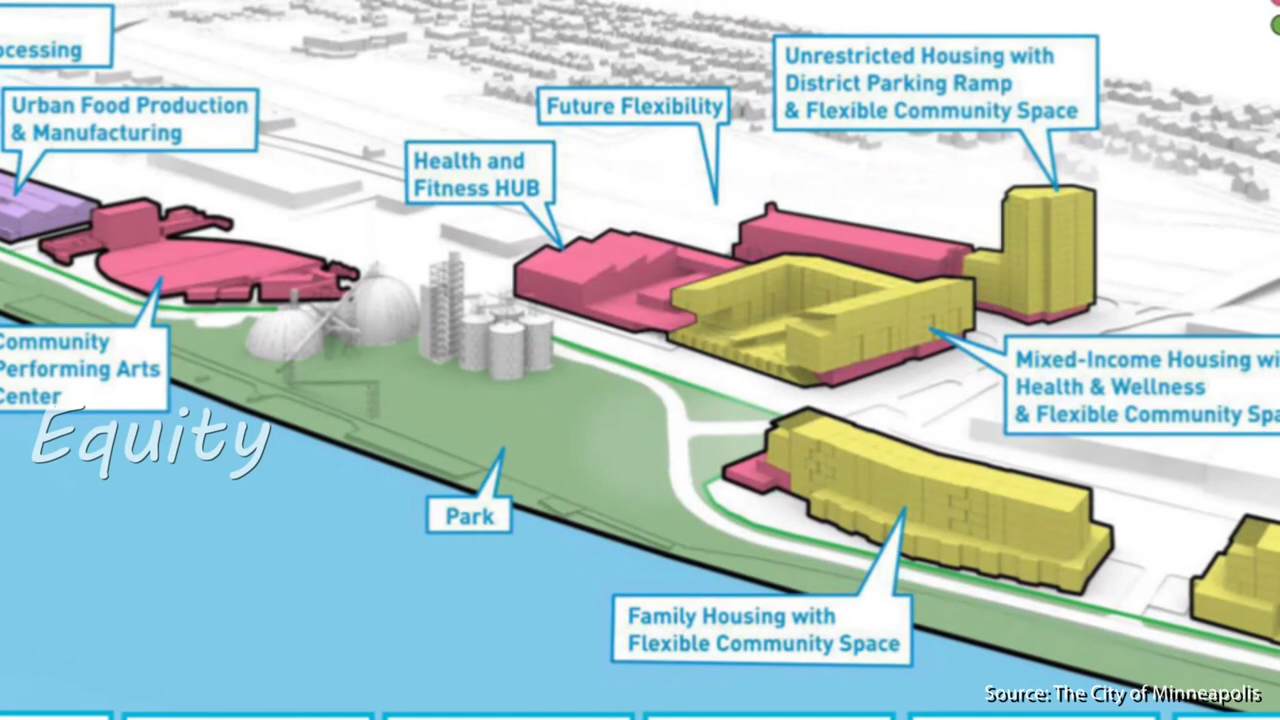 ocessing
Urban Food Production
& Manufacturing
Health and
Fitness HUB
Future Flexibility
Unrestricted Housing with
District Parking Ramp
& Flexible Community Space
Community
Performing Arts
Center
Equity
Park
Mixed-Income Housing wi
Health & Wellness
& Flexible Community Spa
Family Housing with
Flexible Community Space
Source: The City of Minneapolis